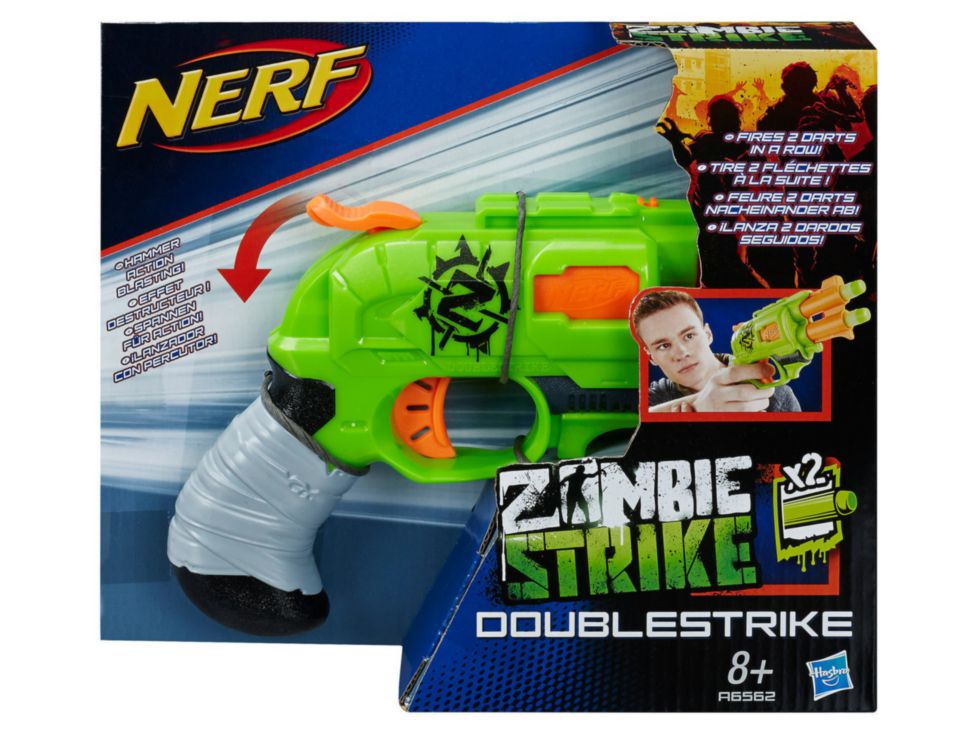 NERF
ZOMBIE
STRIKE
• FIRES 2 DARTS
IN A ROW!
• TIRE 2 FLÉCHETTES
À LA SUITE !
• FEURE 2 DARTS
NACHEINANDER AB!
• ¡LANZA 2 DARDOS
SEGUIDOS!
• HAMMER
ACTION
BLASTING!
• EFFET
DESTRUCTEUR !
• SPANNEN
FÜR ACTION!
• ¡LANZADOR
CON PERCUTOR!
Z
NERF
DOUBLESTRIKE
ZOMBIE
STRIKE
x2
DOUBLESTRIKE
8+
A6562
Hasbro